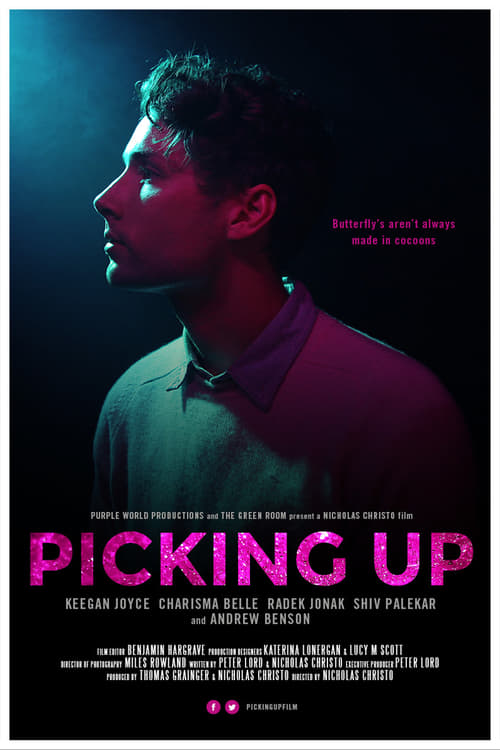 Butterfly's aren't always
made in cocoons
PURPLE WORLD PRODUCTIONS and THE GREEN ROOM present a NICHOLAS CHRISTO film
PICKING UP
KEEGAN JOYCE CHARISMA BELLE RADEK JONAK SHIV PALEKAR
and ANDREW BENSON
FILM EDITOR BENJAMIN HARGRAVE PRODUCTION DESIGNERS KATERINA LONERGAN & LUCY M SCOTT
DIRECTOR OF PHOTOGRAPHY MILES ROWLAND WRITTEN BY PETER LORD & NICHOLAS CHRISTO EXECUTIVE PRODUCER PETER LORD
PRODUCED BY THOMAS GRAINGER & NICHOLAS CHRISTO DIRECTED BY NICHOLAS CHRISTO
PICKINGUPFILM